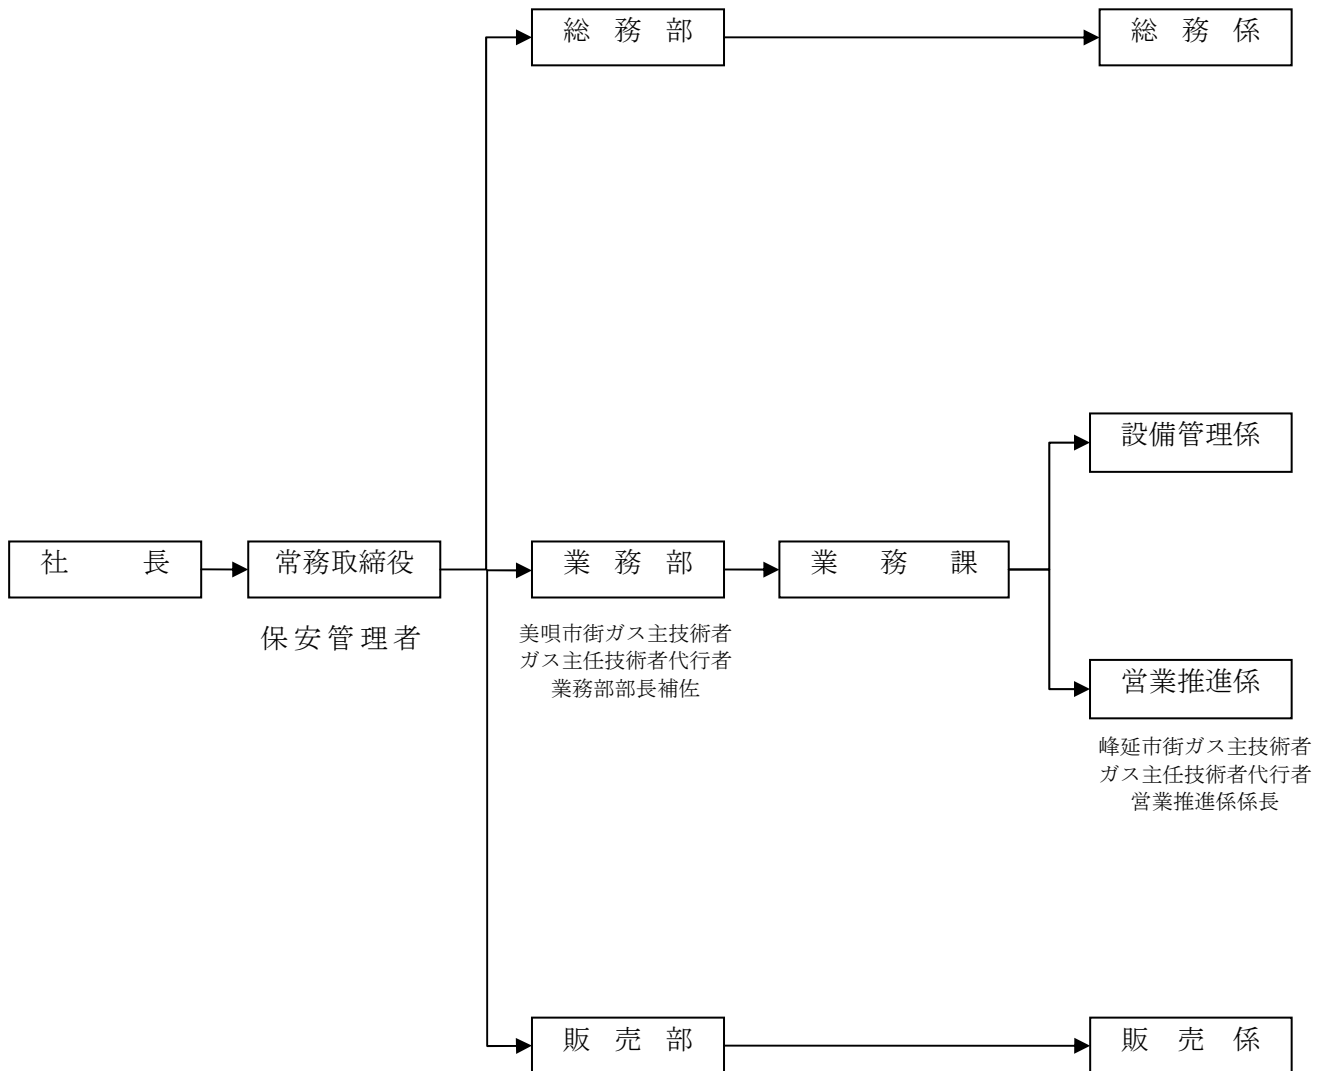 総務部
総務係
設備管理係
社長
常務取締役
業務部
業務課
保安管理者
美唄市街ガス主技術者
ガス主任技術者代行者
業務部部長補佐
営業推進係
峰延市街ガス主技術者
ガス主任技術者代行者
営業推進係係長
販売部
販売係